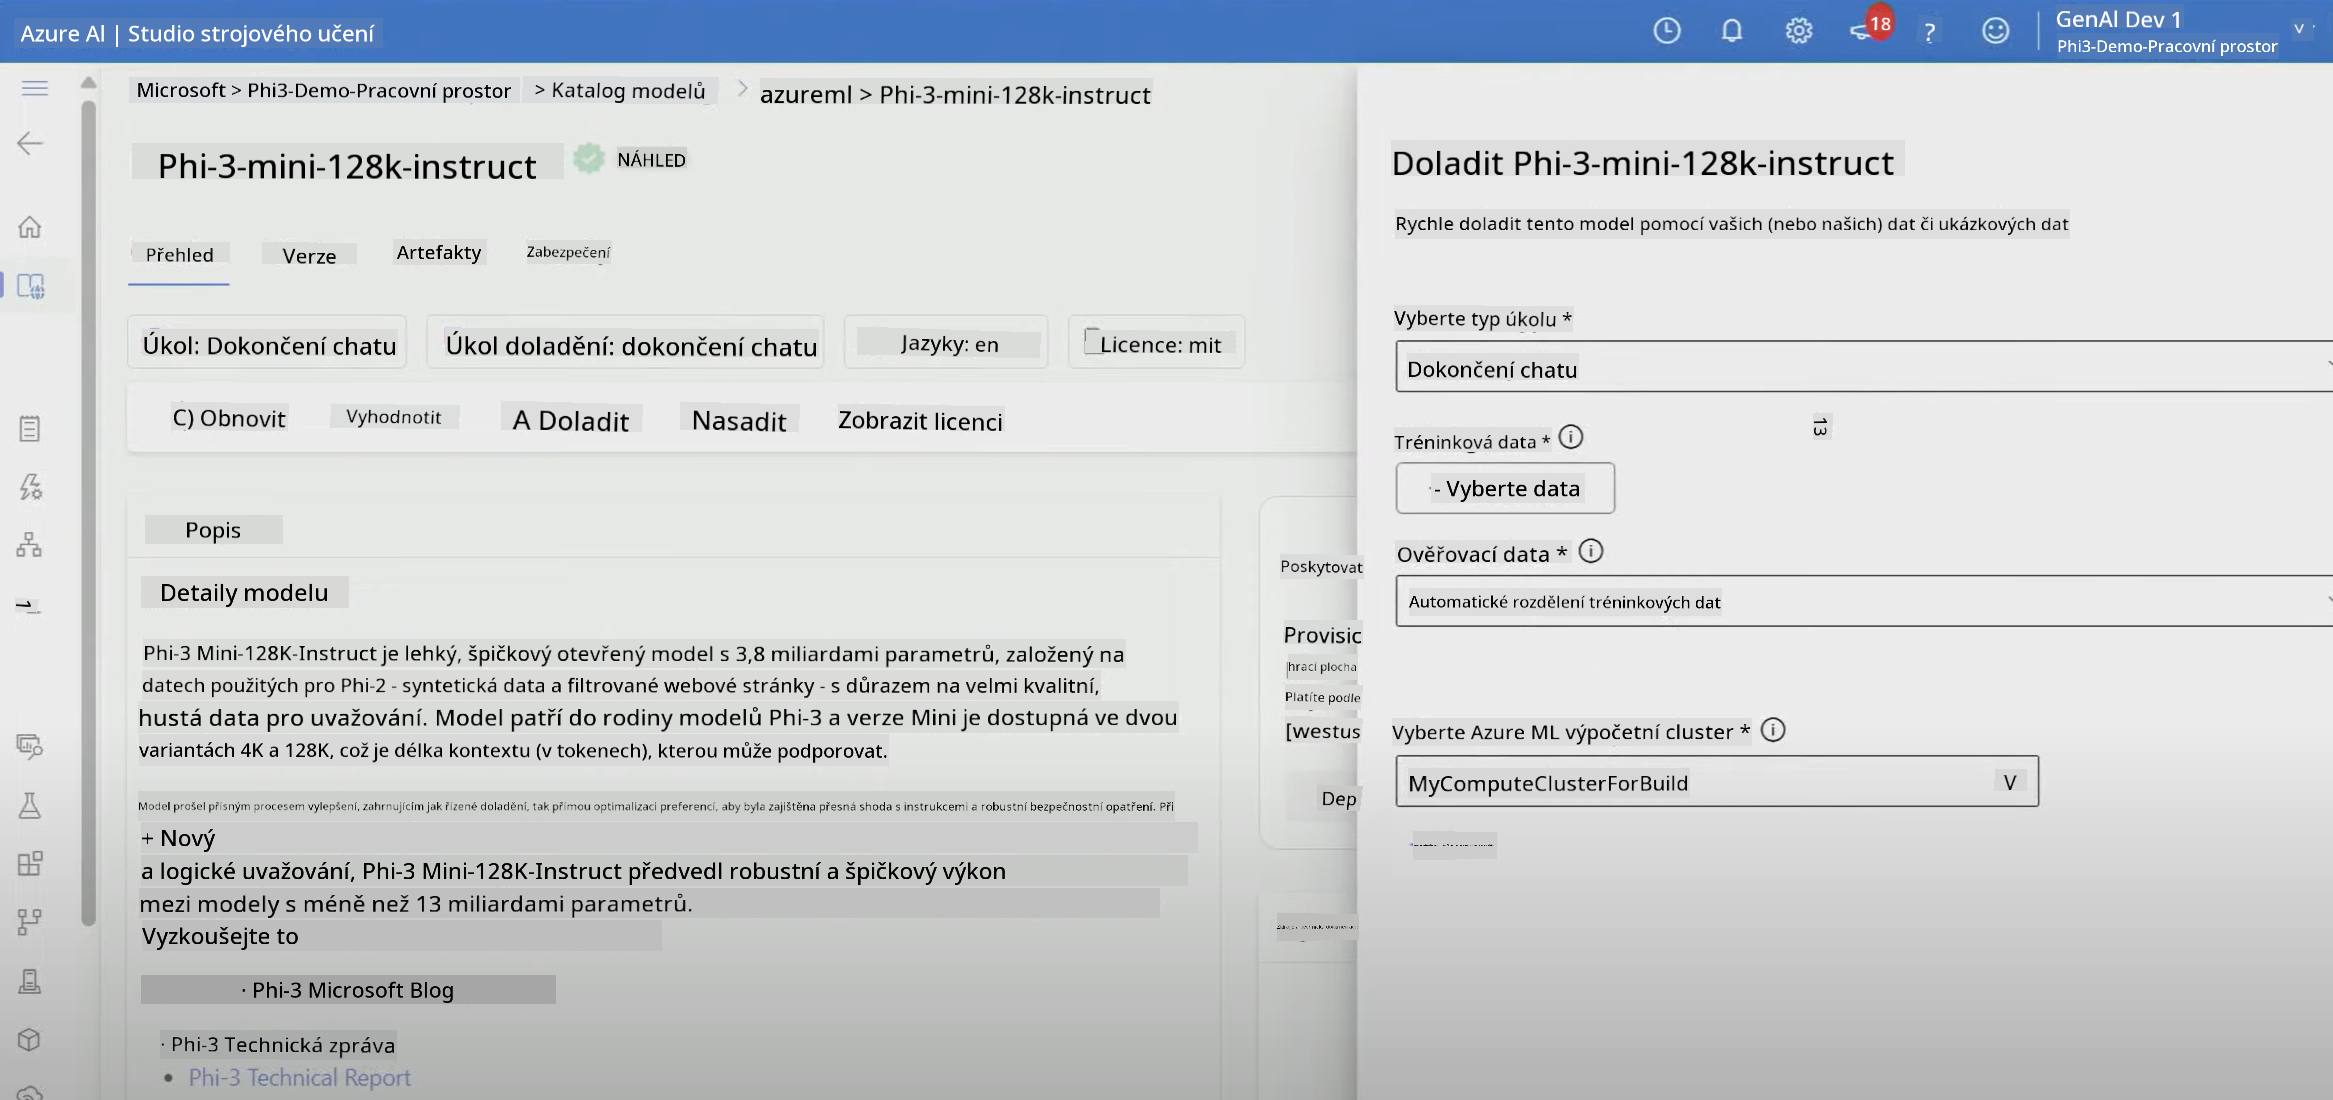 Azure AI | Studio strojového učení
18
?
GenAI Dev 1
Phi3-Demo-Pracovní prostor
V
Microsoft > Phi3-Demo-Pracovní prostor > Katalog modelů > azureml > Phi-3-mini-128k-instruct
Phi-3-mini-128k-instruct
NÁHLED
Přehled
Verze
Artefakty
Zabezpečení
Úkol: Dokončení chatu
Úkol doladění: dokončení chatu
Jazyky: en
Licence: mit
C) Obnovit
Vyhodnotit
A Doladit
Nasadit
Zobrazit licenci
Popis
Detaily modelu
Phi-3 Mini-128K-Instruct je lehký, špičkový otevřený model s 3,8 miliardami parametrů, založený na
datech použitých pro Phi-2 - syntetická data a filtrované webové stránky - s důrazem na velmi kvalitní,
hustá data pro uvažování. Model patří do rodiny modelů Phi-3 a verze Mini je dostupná ve dvou
variantách 4K a 128K, což je délka kontextu (v tokenech), kterou může podporovat.
Model prošel přísným procesem vylepšení, zahrnujícím jak řízené doladění, tak přímou optimalizaci preferencí, aby byla zajištěna přesná shoda s instrukcemi a robustní bezpečnostní opatření. Při
+ Nový
a logické uvažování, Phi-3 Mini-128K-Instruct předvedl robustní a špičkový výkon
mezi modely s méně než 13 miliardami parametrů.
Vyzkoušejte to
· Phi-3 Microsoft Blog
· Phi-3 Technická zpráva
• Phi-3 Technical Report
Poskytovat
Provisic
hrací plocha
Platíte podle
[westus
Dep
Doladit Phi-3-mini-128k-instruct
Rychle doladit tento model pomocí vašich (nebo našich) dat či ukázkových dat
Vyberte typ úkolu *
Dokončení chatu
13
Tréninková data *
- Vyberte data
Ověřovací data *
Automatické rozdělení tréninkových dat
Vyberte Azure ML výpočetní cluster *
MyComputeClusterForBuild
V